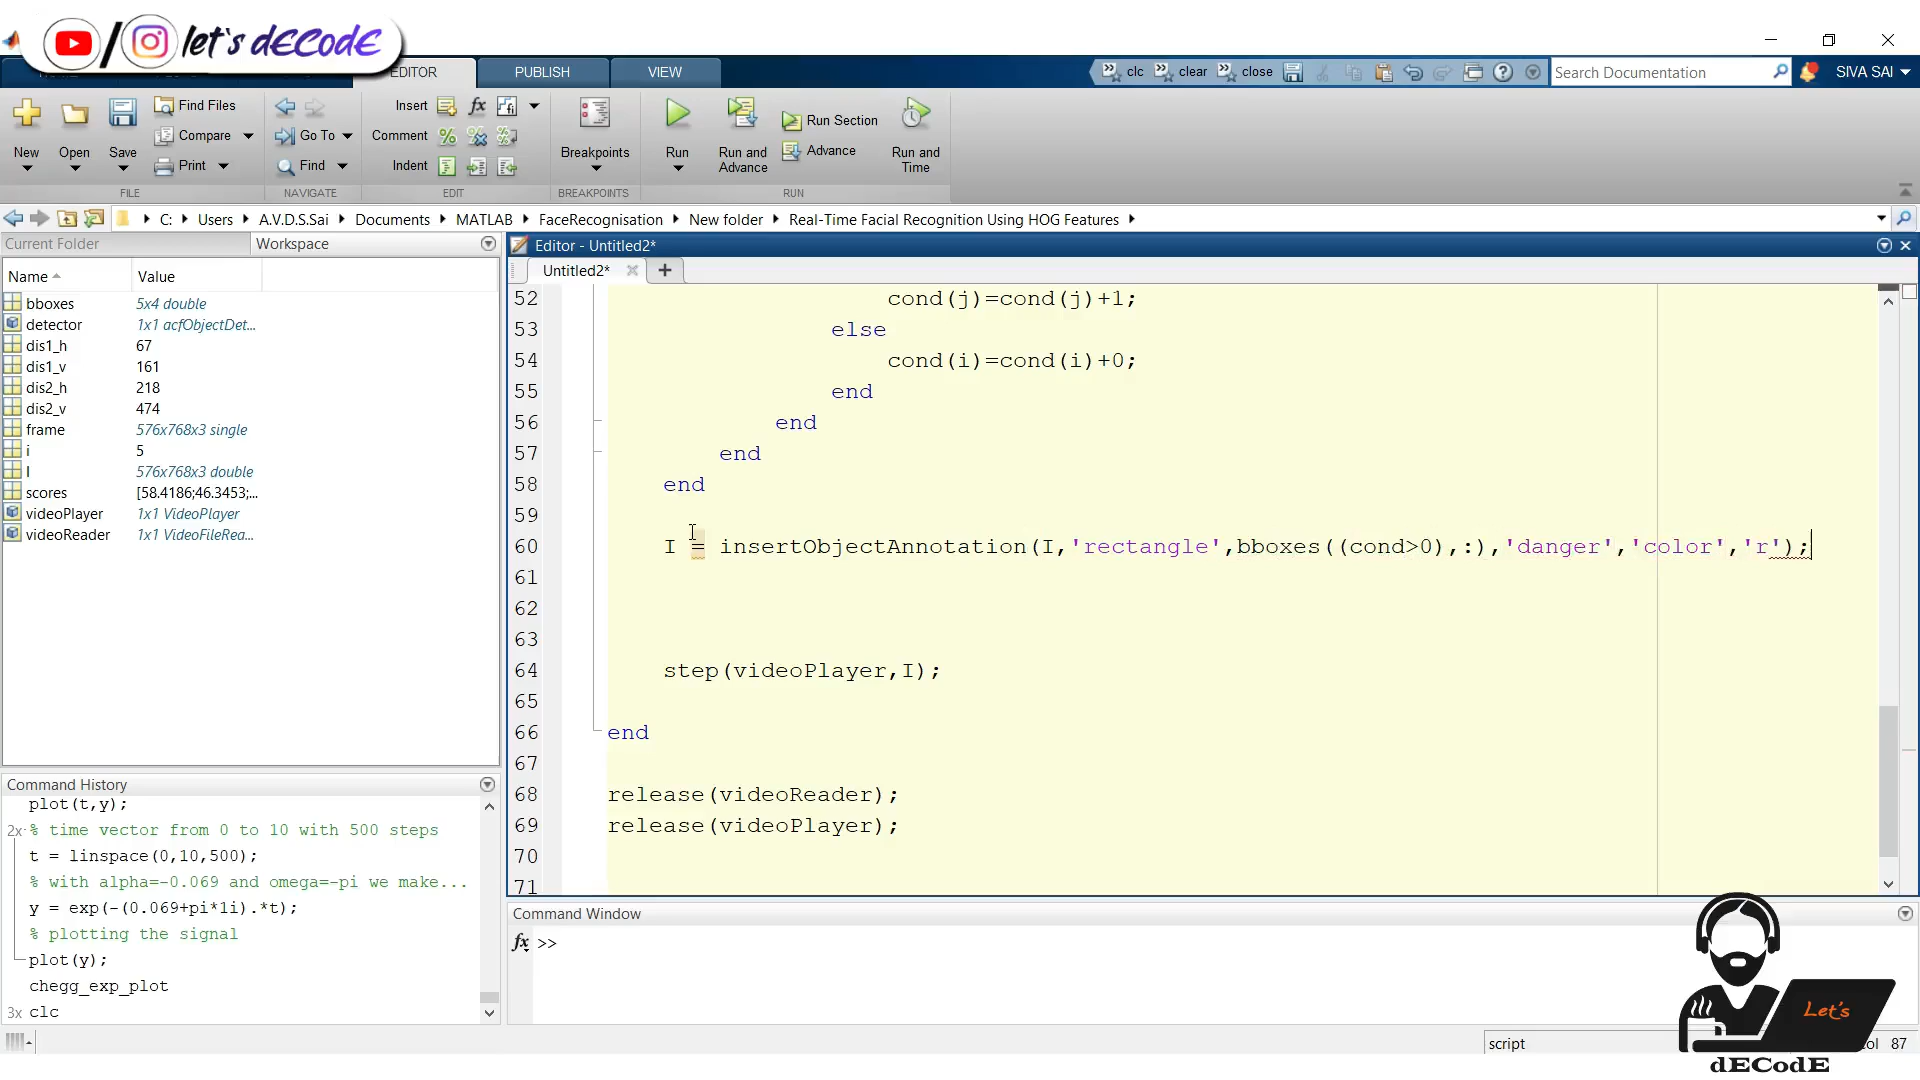 let's dECodE
EDITOR
PUBLISH
VIEW
clc
clear
close
Search Documentation
SIVA SAI
New
Open
Save
Find Files
Compare
Print
FILE
Go To
Find
NAVIGATE
Insert
Comment
Indent
EDIT
Breakpoints
BREAKPOINTS
Run
Run and
Advance
Run Section
Advance
Run and
Time
RUN
C: Users A.V.D.S.Sai Documents MATLAB FaceRecognisation New folder Real-Time Facial Recognition Using HOG Features
Current Folder
Workspace
Name Value
bboxes 5x4 double
detector 1x1 acfObjectDet...
dis1_h 67
dis1_v 161
dis2_h 218
dis2_v 474
frame 576x768x3 single
i 5
I 576x768x3 double
scores [58.4186;46.3453;...
videoPlayer 1x1 VideoPlayer
videoReader 1x1 VideoFileRea...
Command History
plot(t,y);
2x % time vector from 0 to 10 with 500 steps
t = linspace(0,10,500);
% with alpha=-0.069 and omega=-pi we make...
y = exp(-(0.069+pi*1i).*t);
% plotting the signal
plot(y);
chegg_exp_plot
3x clc
Editor - Untitled2*
Untitled2*
52 cond(j)=cond(j)+1;
53 else
54 cond(i)=cond(i)+0;
55 end
56 end
57 end
58 end
59
60 I = insertObjectAnnotation(I,'rectangle',bboxes((cond>0),:),'danger','color','r');
61
62
63
64 step(videoPlayer,I);
65
66 end
67
68 release(videoReader);
69 release(videoPlayer);
70
71
Command Window
fx >>
script
87
Let's
dECodE